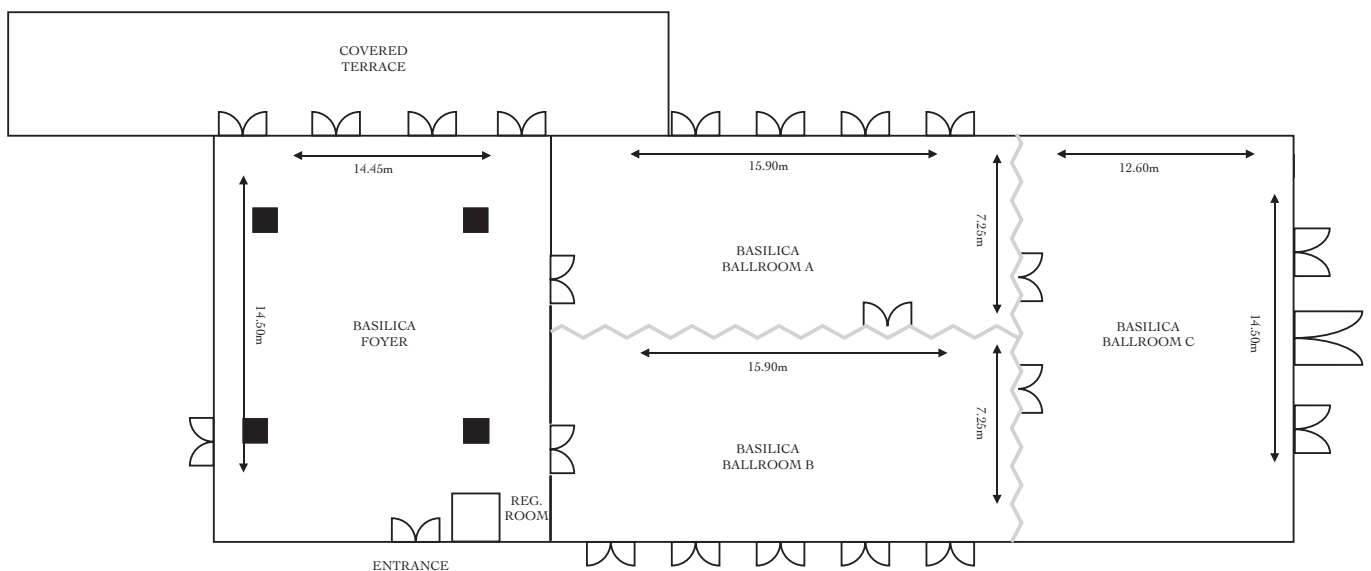 COVERED
TERRACE
14.45m
15.90m
12.60m
7.25m
BASILICA
BALLROOM A
14.50m
BASILICA
FOYER
BASILICA
BALLROOM C
14.50m
15.90m
7.25m
BASILICA
BALLROOM B
REG.
ROOM
ENTRANCE